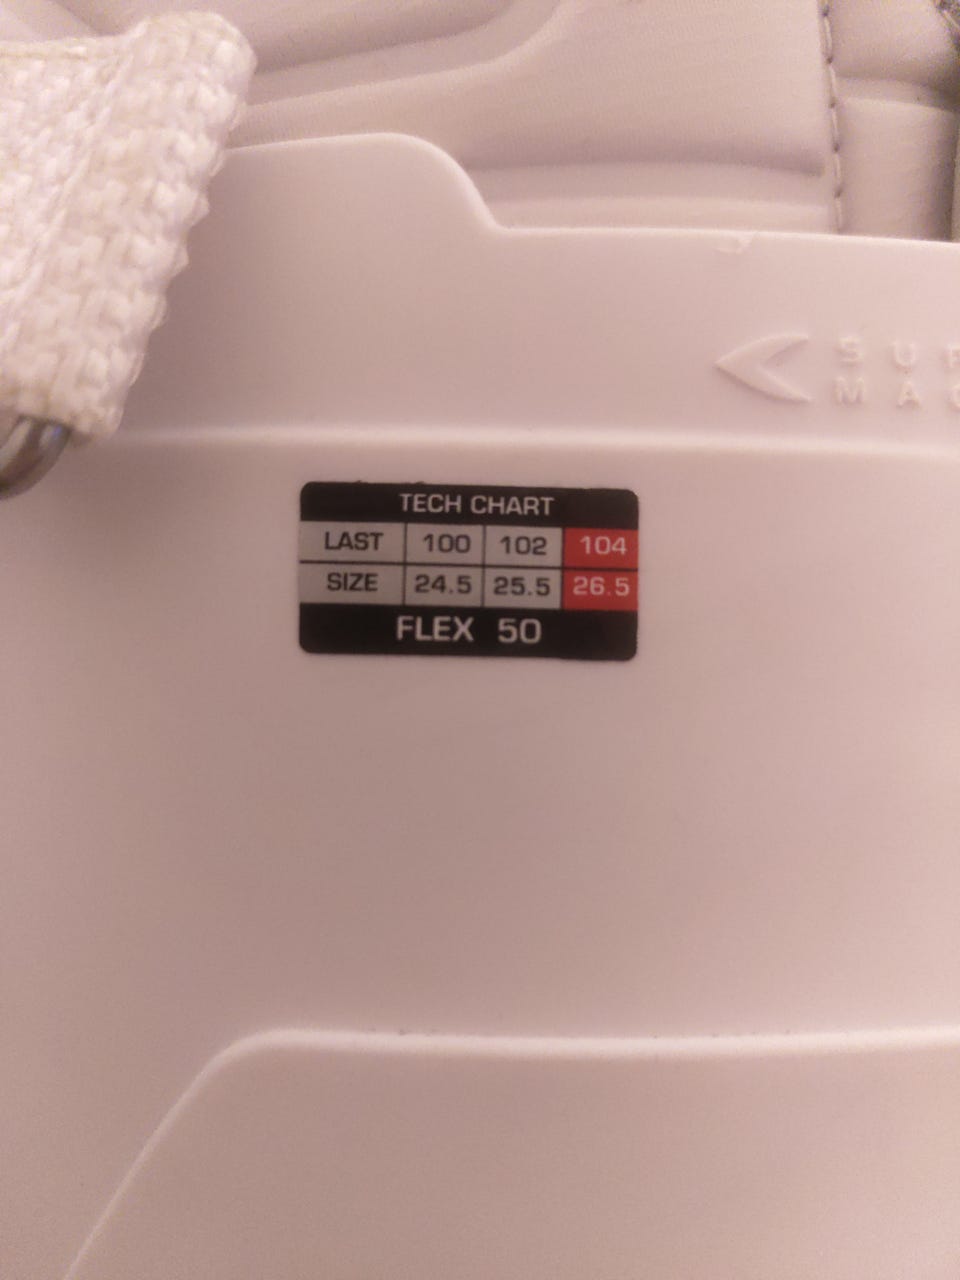 TECH CHART
LAST 100 102 104
SIZE 24.5 25.5 26.5
FLEX 50